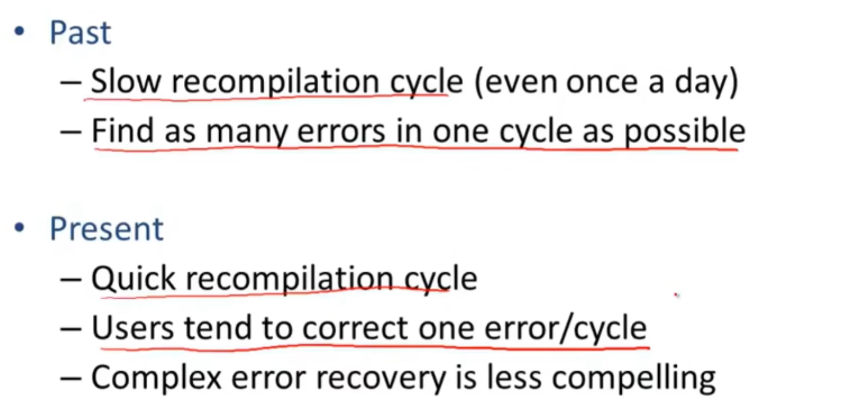 • Past
– Slow recompilation cycle (even once a day)
– Find as many errors in one cycle as possible
• Present
– Quick recompilation cycle
– Users tend to correct one error/cycle
– Complex error recovery is less compelling